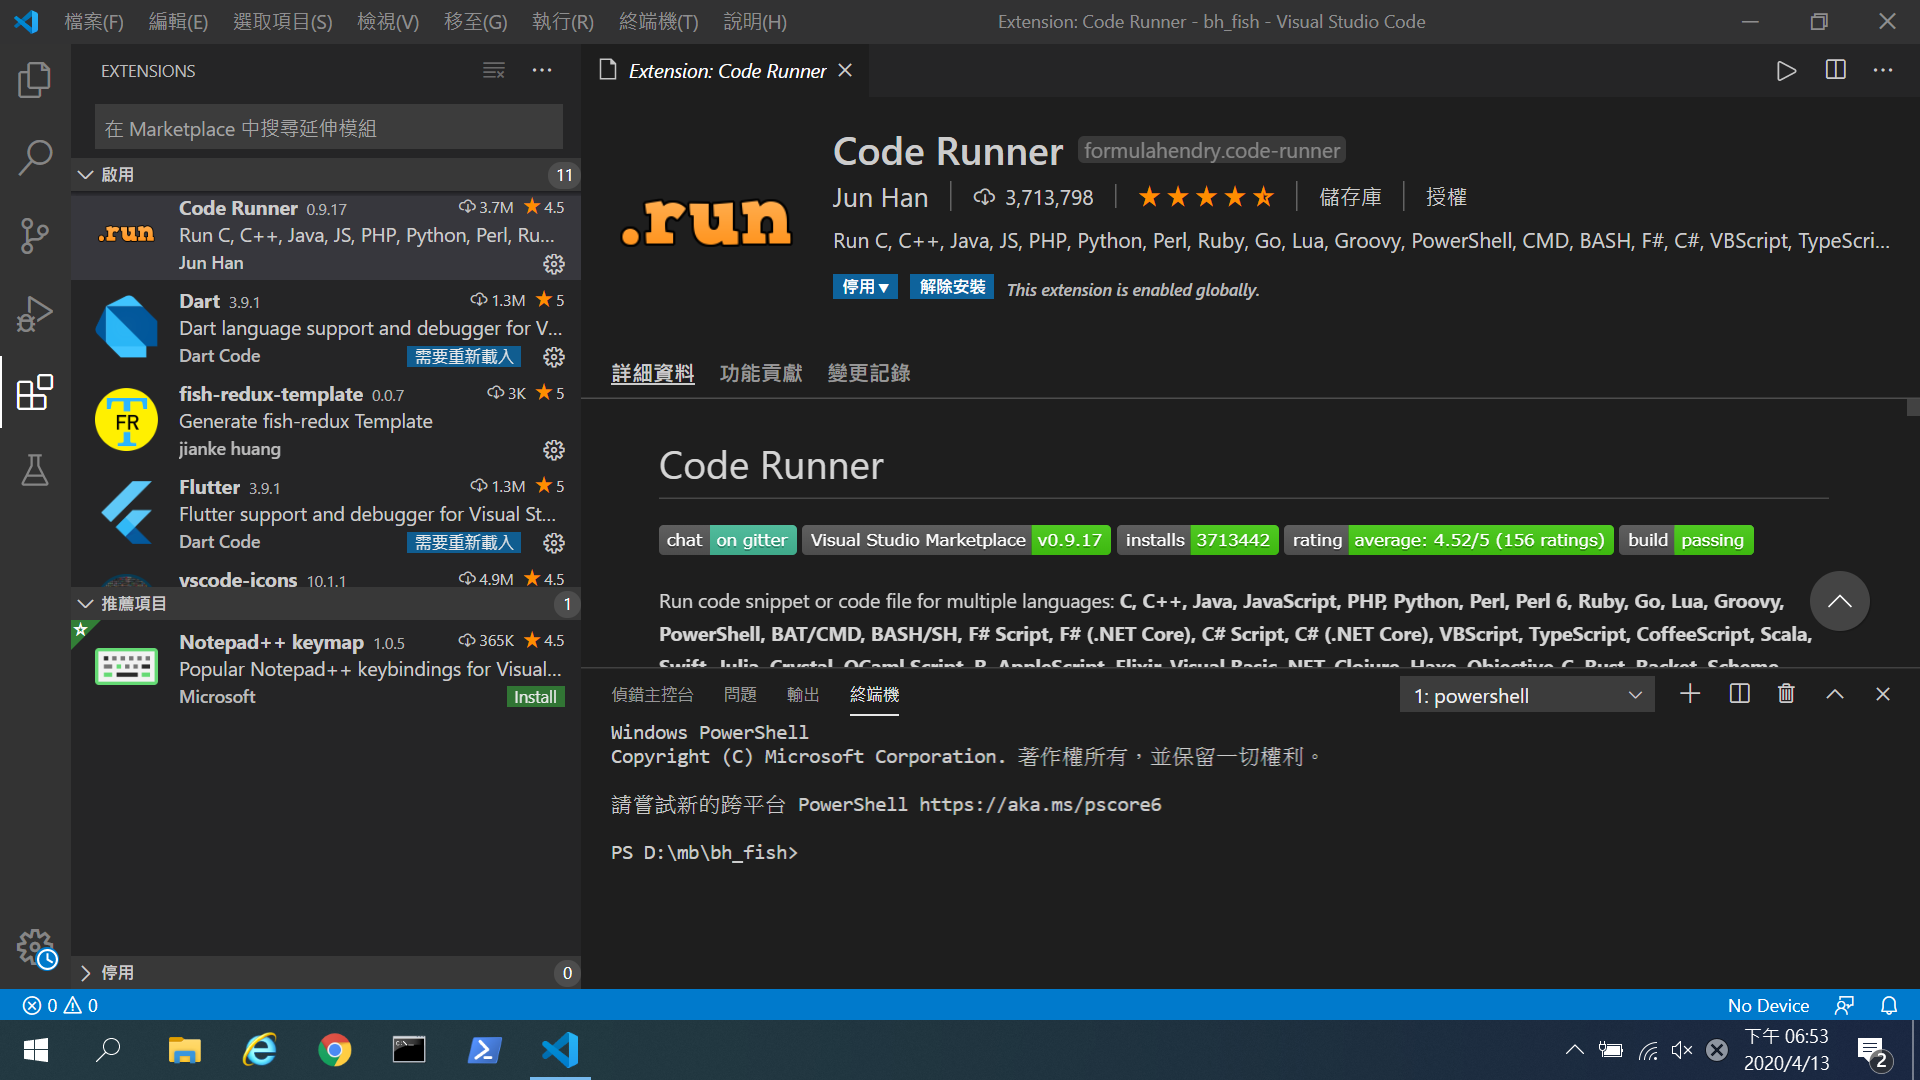 檔案(F) 編輯(E) 選取項目(S) 檢視(V) 移至(G) 執行(R) 終端機(T) 說明(H) Extension: Code Runner - bh_fish - Visual Studio Code
EXTENSIONS
在 Marketplace 中搜尋延伸模組
啟用 11
.run
Code Runner 0.9.17 3.7M ★ 4.5
Run C, C++, Java, JS, PHP, Python, Perl, Ru...
Jun Han
Dart 3.9.1 1.3M ★ 5
Dart language support and debugger for V...
Dart Code 需要重新載入
FR
fish-redux-template 0.0.7 3K ★ 5
Generate fish-redux Template
jianke huang
Flutter 3.9.1 1.3M ★ 5
Flutter support and debugger for Visual St...
Dart Code 需要重新載入
vscode-icons 10.1.1 4.9M ★ 4.5
推薦項目 1
Notepad++ keymap 1.0.5 365K ★ 4.5
Popular Notepad++ keybindings for Visual...
Microsoft Install
停用 0
Extension: Code Runner
.run
Code Runner formulahendry.code-runner
Jun Han 3,713,798 儲存庫 授權
Run C, C++, Java, JS, PHP, Python, Perl, Ruby, Go, Lua, Groovy, PowerShell, CMD, BASH, F#, C#, VBScript, TypeScri...
停用▼ 解除安裝 This extension is enabled globally.
詳細資料 功能貢獻 變更記錄
Code Runner
chat on gitter Visual Studio Marketplace v0.9.17 installs 3713442 rating average: 4.52/5 (156 ratings) build passing
Run code snippet or code file for multiple languages: C, C++, Java, JavaScript, PHP, Python, Perl, Perl 6, Ruby, Go, Lua, Groovy,
PowerShell, BAT/CMD, BASH/SH, F# Script, F# (.NET Core), C# Script, C# (.NET Core), VBScript, TypeScript, CoffeeScript, Scala,
Swift, Julia, Crystal, OCaml Script, R, AppleScript, Elixir, Visual Basic .NET, Clojure, Haxe, Objective-C, Rust, Racket, Scheme,
偵錯主控台 問題 輸出 終端機 1: powershell
Windows PowerShell
Copyright (C) Microsoft Corporation. 著作權所有，並保留一切權利。
請嘗試新的跨平台 PowerShell https://aka.ms/pscore6
PS D:\mb\bh_fish>
0 0 No Device
下午 06:53
2020/4/13
2